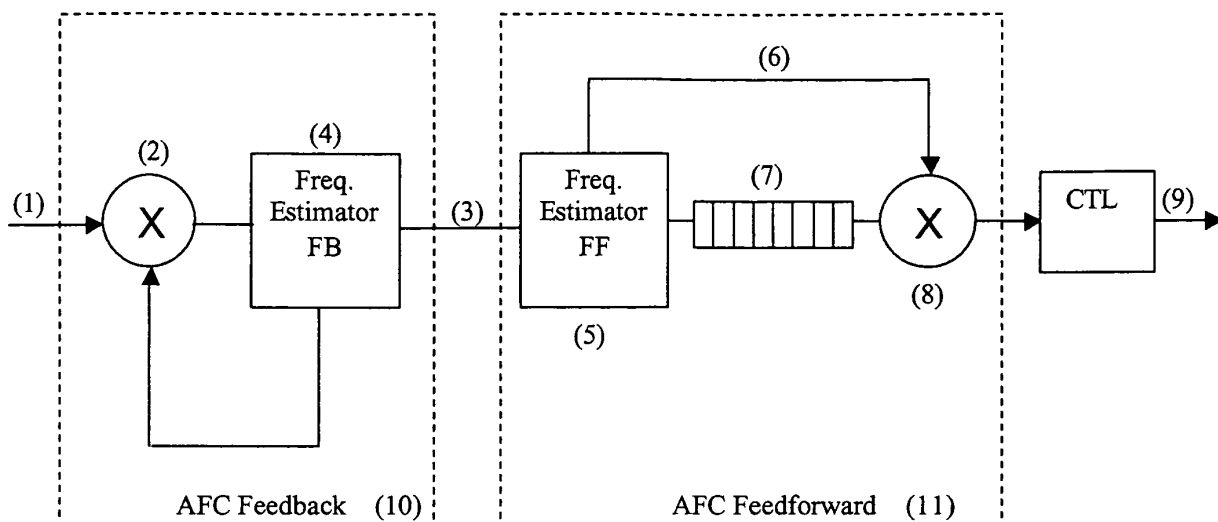 (1)
(2)
X
(4)
Freq.
Estimator
FB
(3)
Freq.
Estimator
FF
(5)
(6)
(7)
X
(8)
CTL
(9)
AFC Feedback (10)
AFC Feedforward (11)